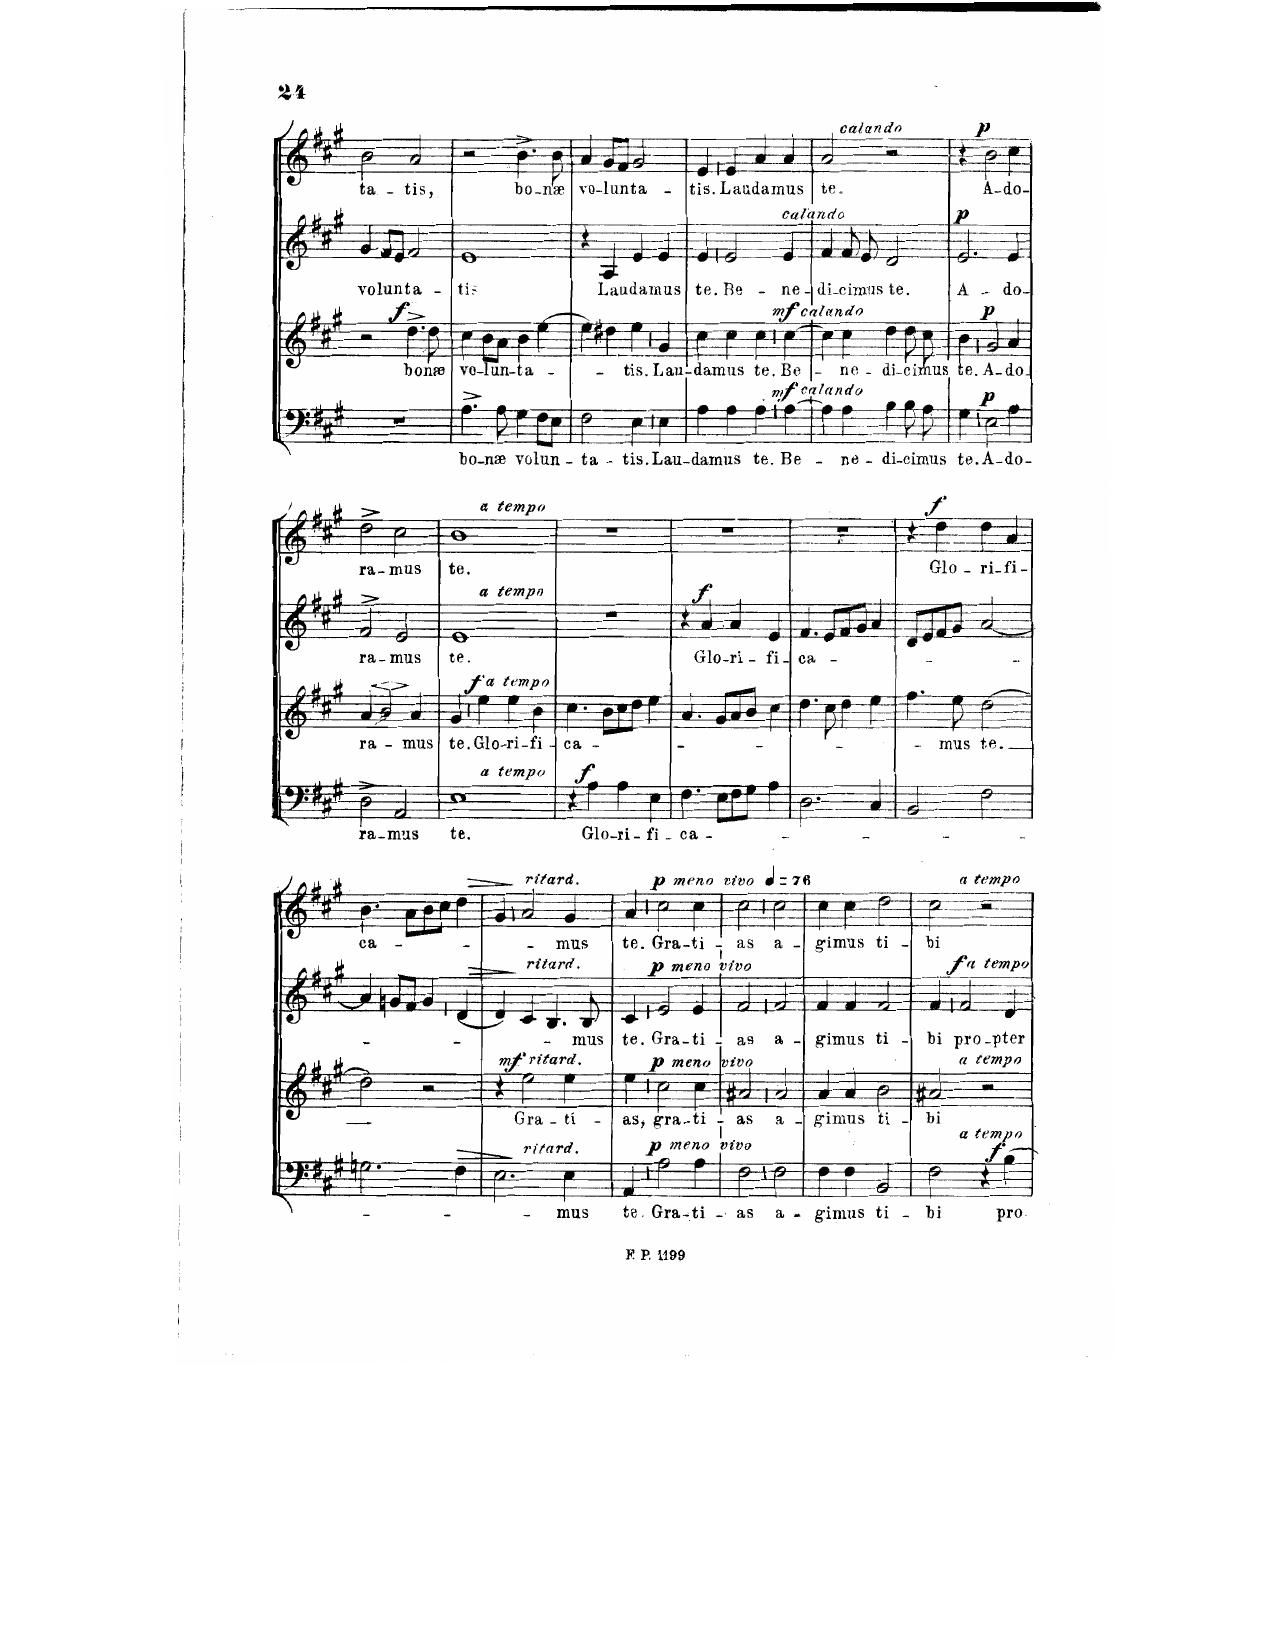 24
calando p
ta - tis, bo-næ vo-lunta - tis. Laudamus te. A-do-
calando p
volunta - tis Laudamus te. Be - ne-di-cimus te. A - do-
f mf calando p
bonæ vo-lun-ta - - tis. Lau-damus te. Be - ne - di-cimus te. A-do-
mf calando p
bo-næ volun - ta - tis. Lau-damus te. Be - ne - di-cimus te. A-do-
a tempo f
ra-mus te. Glo - ri-fi-
a tempo f
ra-mus te. Glo-ri - fi- ca - - -
f a tempo
ra - mus te. Glo-ri-fi - ca - - - - - mus te.
a tempo f
ra-mus te. Glo-ri - fi - ca - - - - -
ritard. p meno vivo ♩ = 76 a tempo
ca - - - mus te. Gra-ti - as a - gimus ti - bi
ritard. p meno vivo f a tempo
- - - mus te. Gra-ti - as a - gimus ti - bi pro-pter
mf ritard. p meno vivo a tempo
Gra - ti - as, gra-ti - as a - gimus ti - bi
ritard. p meno vivo a tempo f
- - - mus te. Gra-ti - as a - gimus ti - bi pro
F. P. 1199